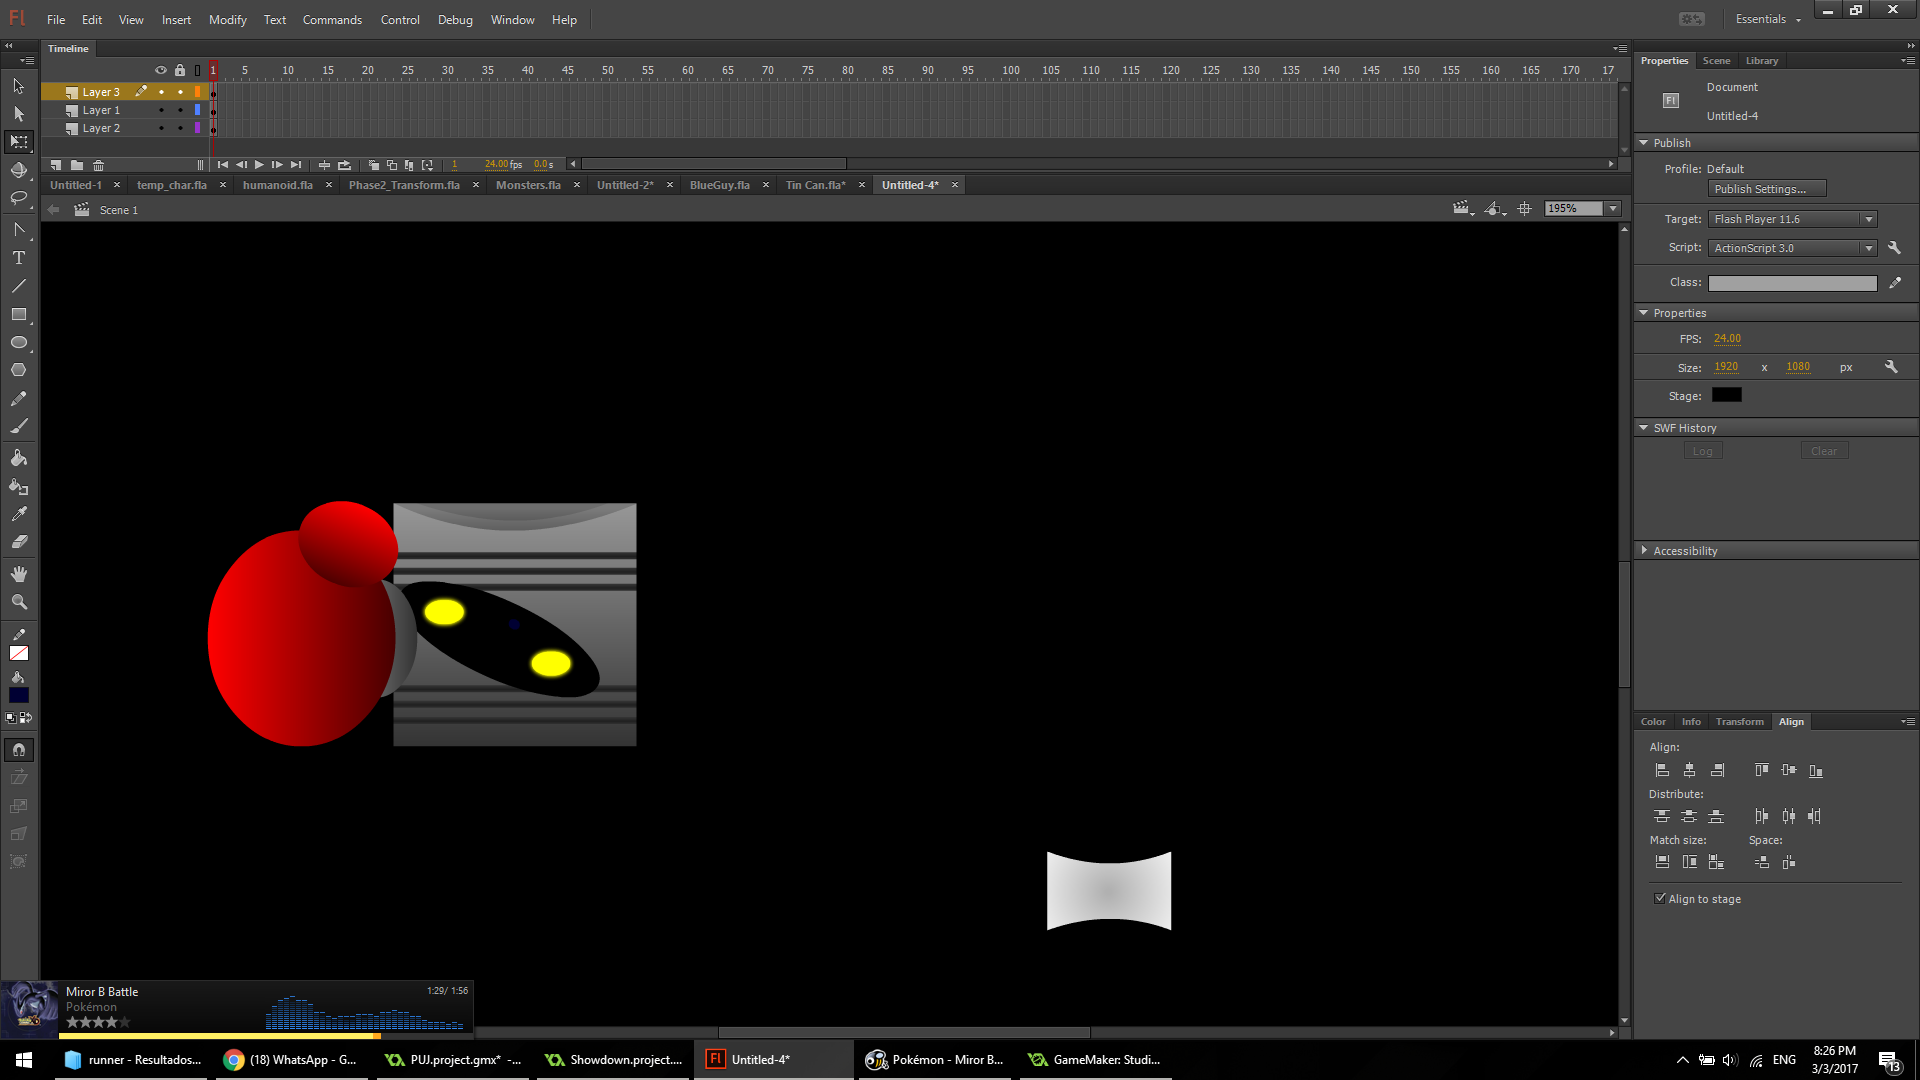 Fl File Edit View Insert Modify Commands Text Control Debug Window Help Essentials
Timeline
1 5 10 15 20 25 30 35 40 45 50 55 60 65 70 75 80 85 90 95 100 105 110 115 120 125 130 135 140 145 150 155 160 165 170 17
Layer 3
Layer 1
Layer 2
1 24.00 fps 0.0 s
Untitled-1 temp_char.fla humanoid.fla Phase2_Transform.fla Monsters.fla Untitled-2* BlueGuy.fla Tin Can.fla* Untitled-4*
Scene 1 195%
Properties Scene Library
Document
Fl
Untitled-4
Publish
Profile: Default
Publish Settings...
Target: Flash Player 11.6
Script: ActionScript 3.0
Class:
Properties
FPS: 24.00
Size: 1920 x 1080 px
Stage:
SWF History
Log Clear
Accessibility
Color Info Transform Align
Align:
Distribute:
Match size: Space:
Align to stage
Miror B Battle 1:29/ 1:56
Pokémon
runner - Resultados... (18) WhatsApp - G... PUJ.project.gmx* -... Showdown.project.... Fl Untitled-4* Pokémon - Miror B... GameMaker: Studi... ENG
8:26 PM
3/3/2017
13